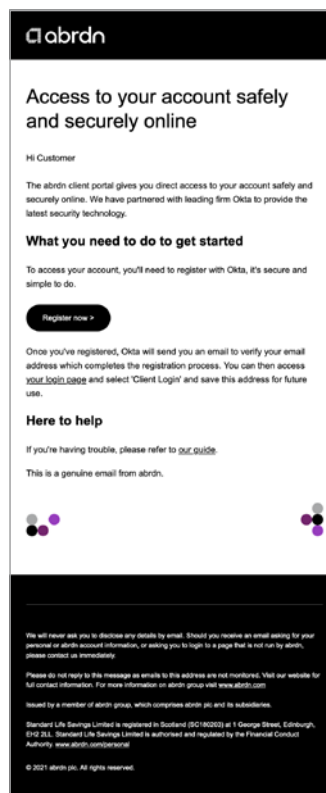 abrdn
Access to your account safely
and securely online
Hi Customer
The abrdn client portal gives you direct access to your account safely and
securely online. We have partnered with leading firm Okta to provide the
latest security technology.
What you need to do to get started
To access your account, you'll need to register with Okta, it's secure and
simple to do.
Register now >
Once you've registered, Okta will send you an email to verify your email
address which completes the registration process. You can then access
your login page and select 'Client Login' and save this address for future
use.
Here to help
If you're having trouble, please refer to our guide.
This is a genuine email from abrdn.
We will never ask you to disclose any details by email. Should you receive an email asking for your
personal or abrdn account information, or asking you to login to a page that is not run by abrdn,
please contact us immediately.
Please do not reply to this message as emails to this address are not monitored. Visit our website for
full contact information. For more information on abrdn group visit www.abrdn.com
Issued by a member of abrdn group, which comprises abrdn plc and its subsidiaries.
Standard Life Savings Limited is registered in Scotland (SC180203) at 1 George Street, Edinburgh,
EH2 2LL. Standard Life Savings Limited is authorised and regulated by the Financial Conduct
Authority. www.abrdn.com/personal
© 2021 abrdn plc. All rights reserved.